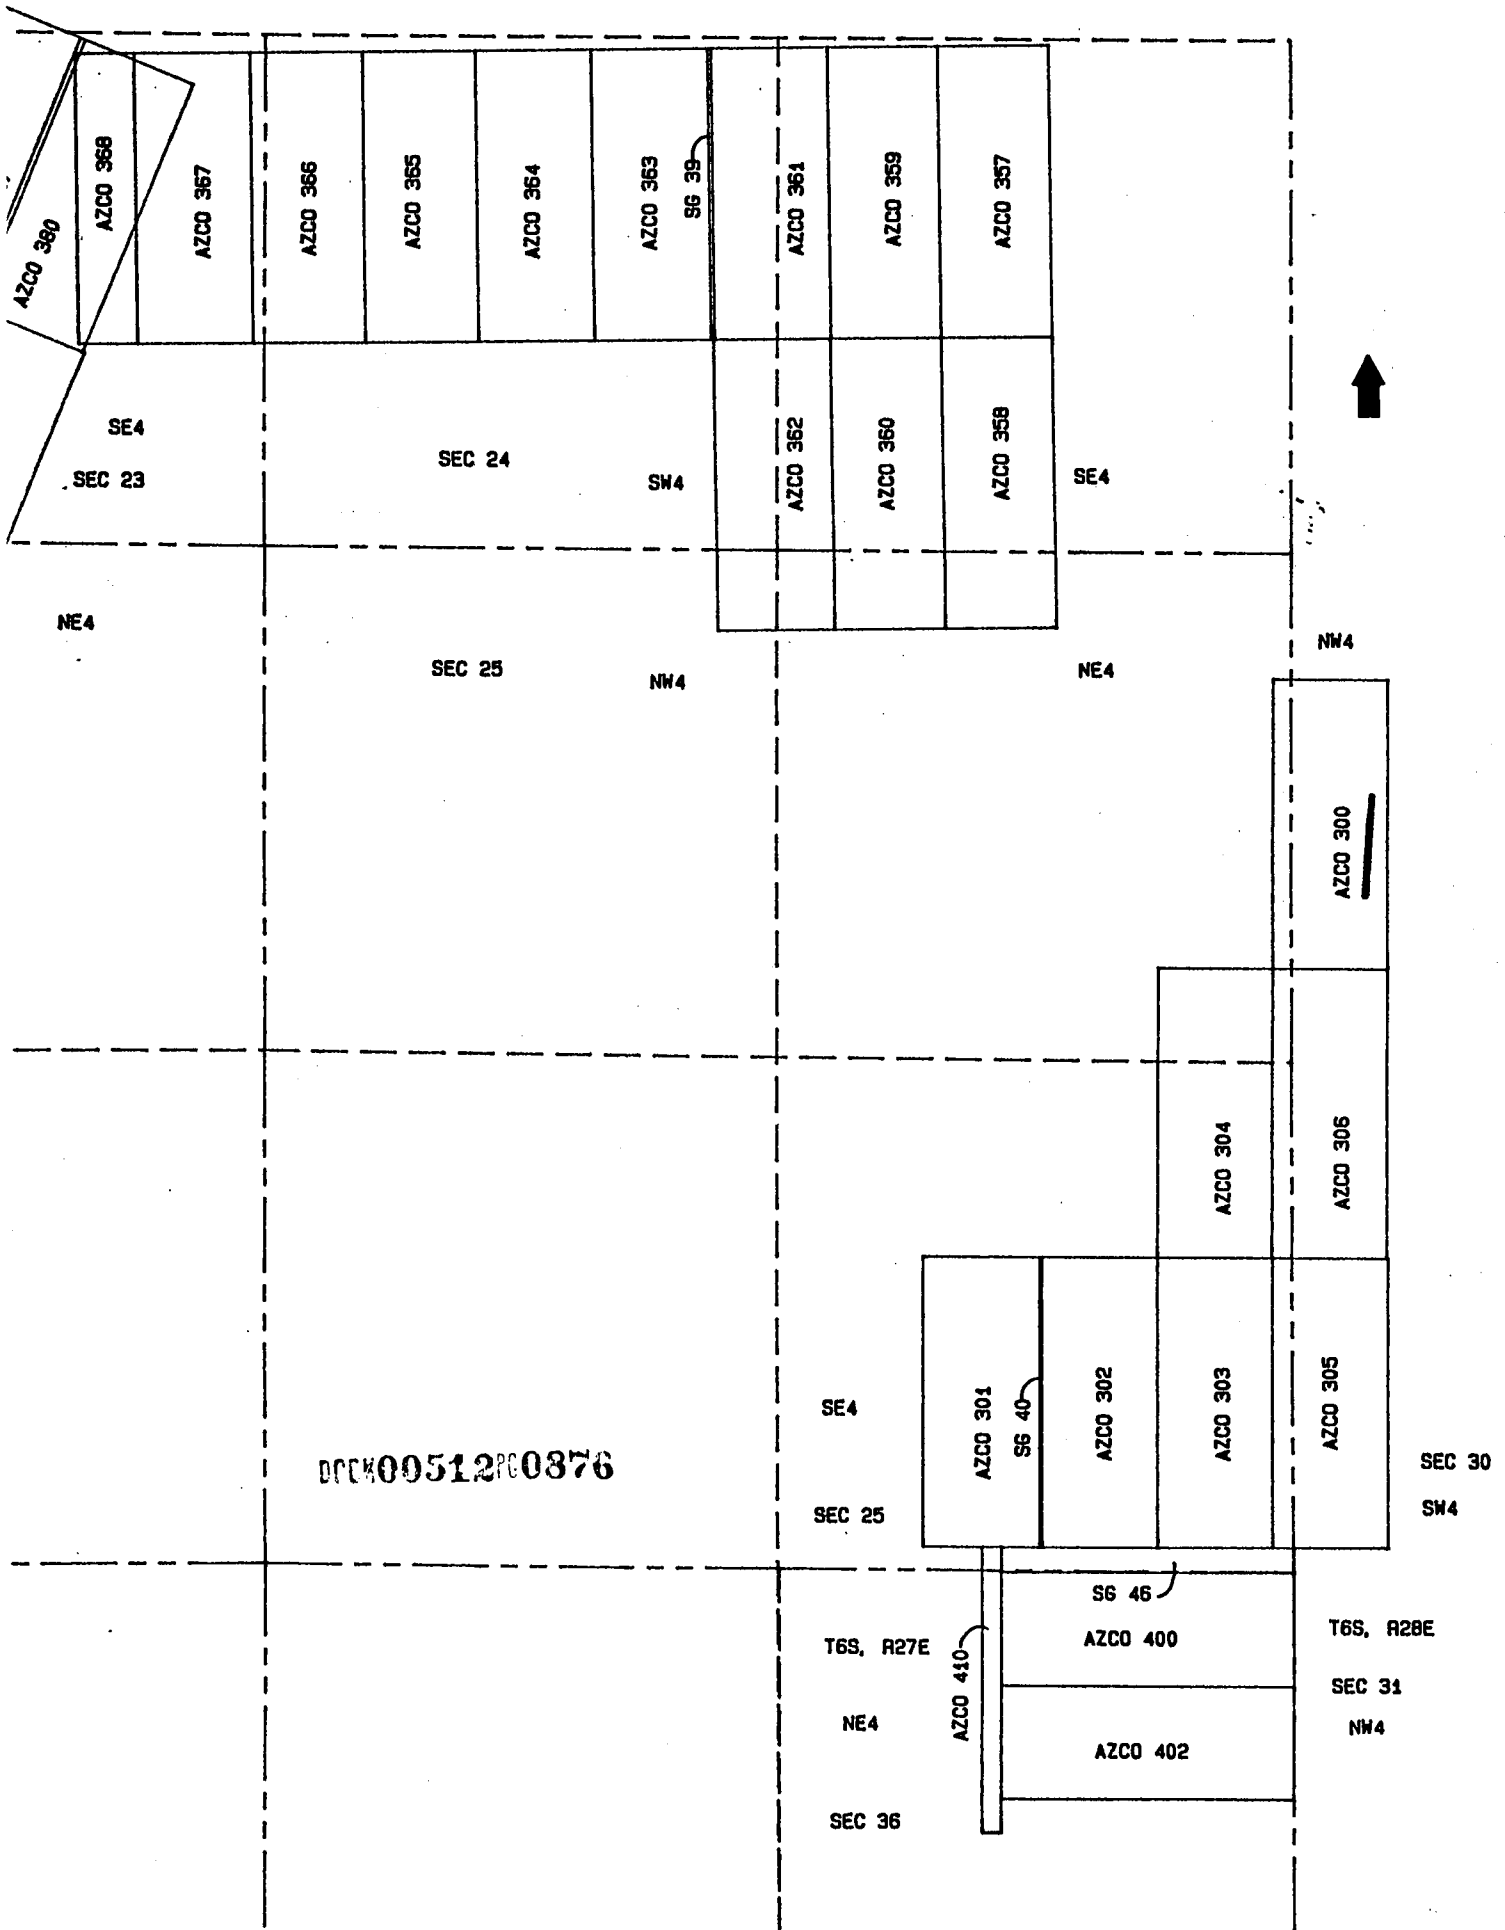 AZCO 380
AZCO 368
AZCO 367
AZCO 366
AZCO 365
AZCO 364
AZCO 363
SG 39
AZCO 361
AZCO 359
AZCO 357
SE4
SEC 23
SEC 24
SW4
AZCO 362
AZCO 360
AZCO 358
SE4
NE4
SEC 25
NW4
NE4
NW4
AZCO 300
AZCO 304
AZCO 306
SE4
SEC 25
AZCO 301
SG 40
AZCO 302
AZCO 303
AZCO 305
SEC 30
SW4
00512 0876
SG 46
T6S, R27E
AZCO 410
AZCO 400
T6S, R28E
SEC 31
NE4
AZCO 402
NW4
SEC 36